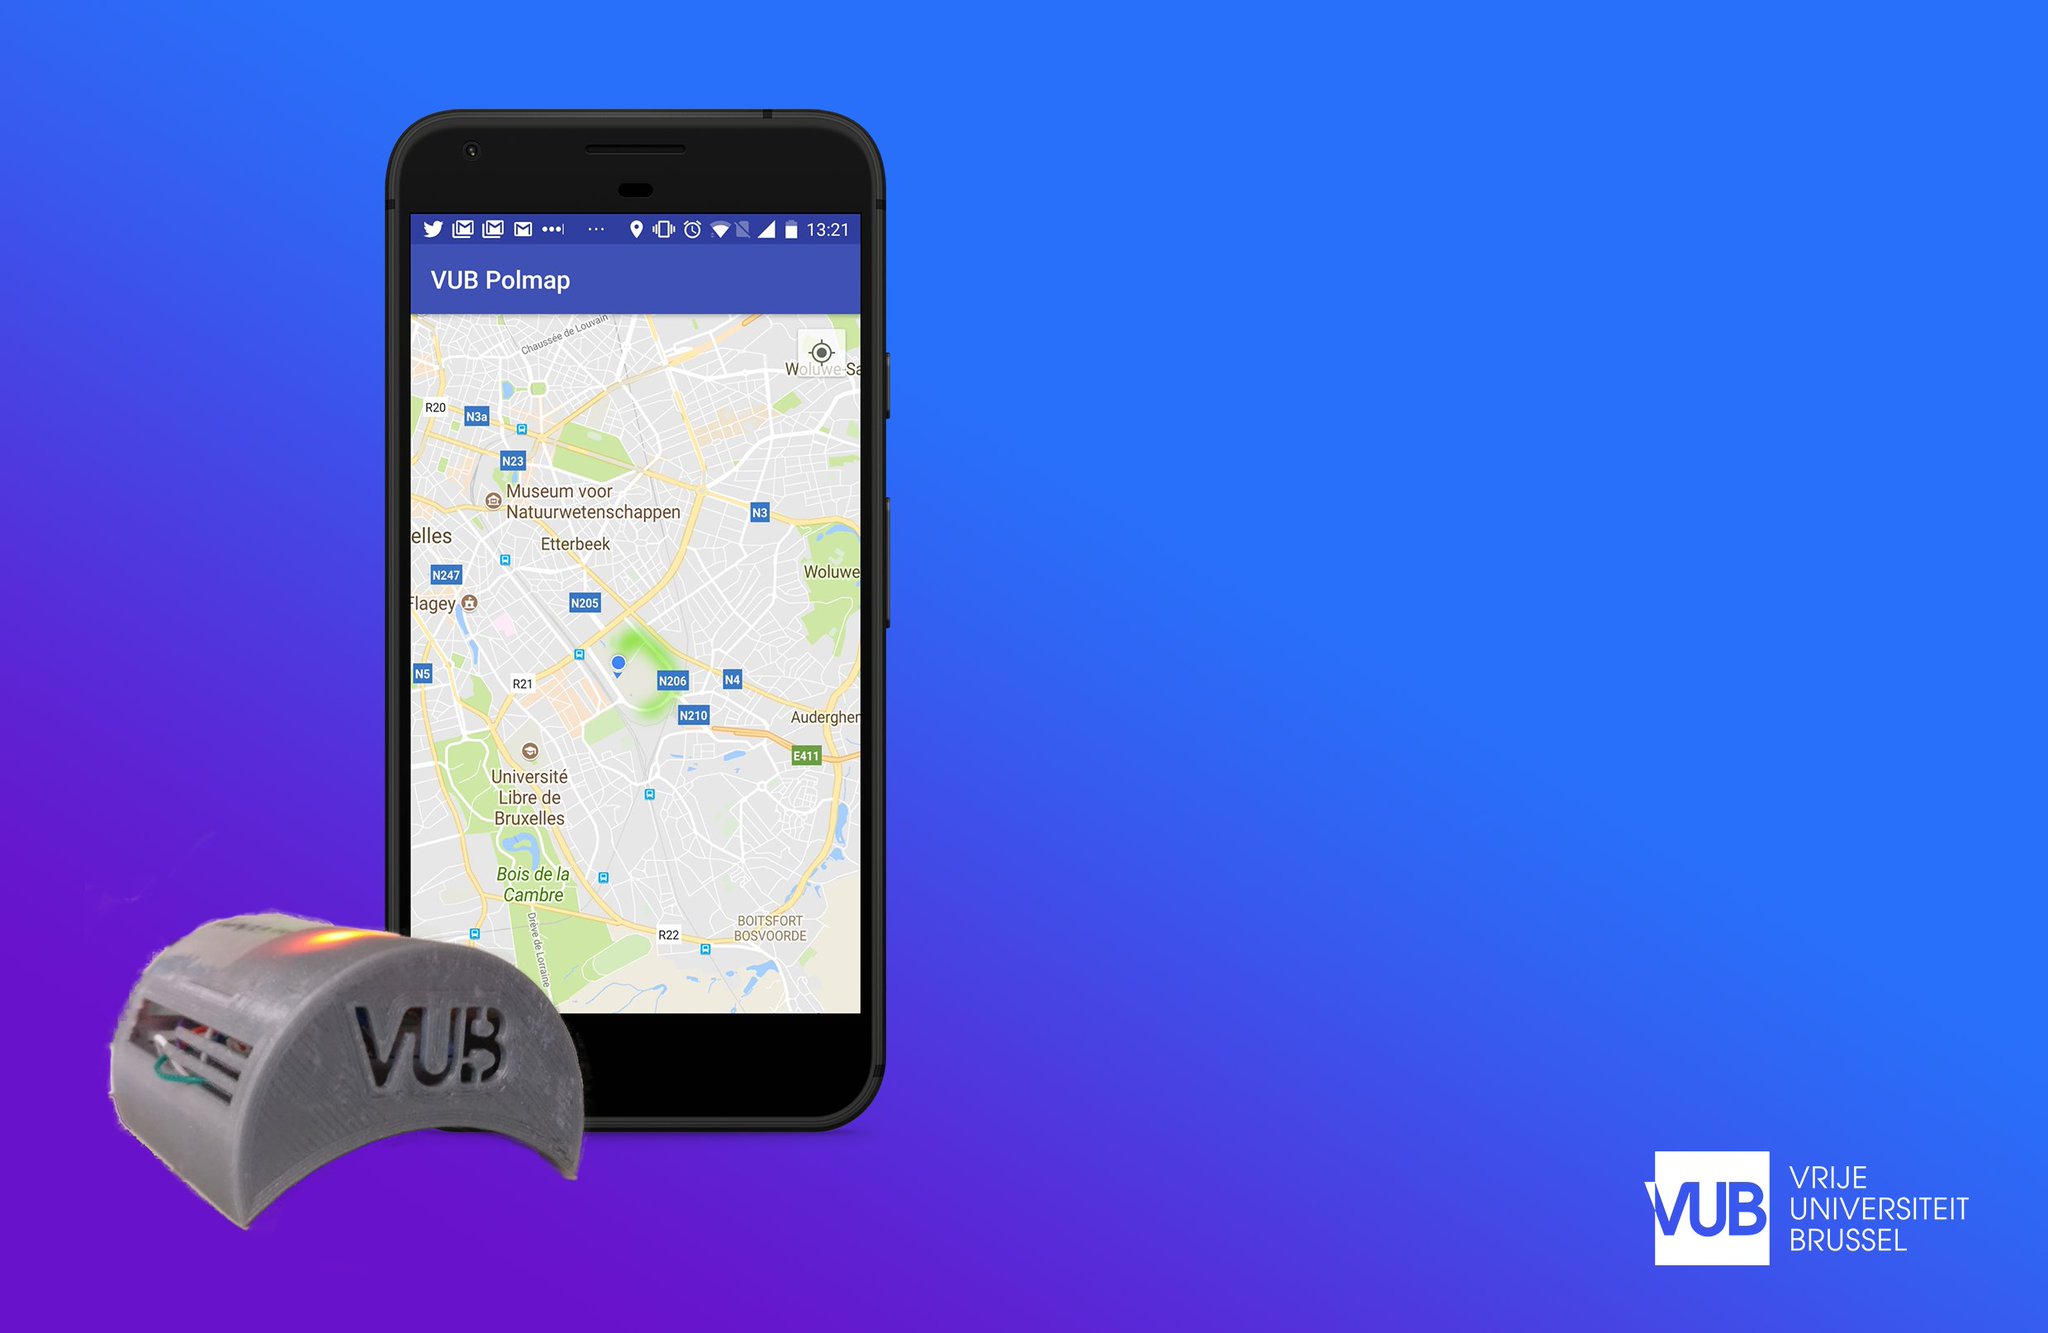 13:21
VUB Polmap
Chaussée de Louvain
Woluwe-Sa
R20
N3a
N23
Museum voor
Natuurwetenschappen
N3
elles
Etterbeek
N247
Woluwe
Flagey
N205
N5
R21
N206
N4
N210
Auderghem
E411
Université
Libre de
Bruxelles
Bois de la
Cambre
Drève de Lorraine
BOITSFORT
BOSVOORDE
R22
VUB
VUB
VRIJE
UNIVERSITEIT
BRUSSEL